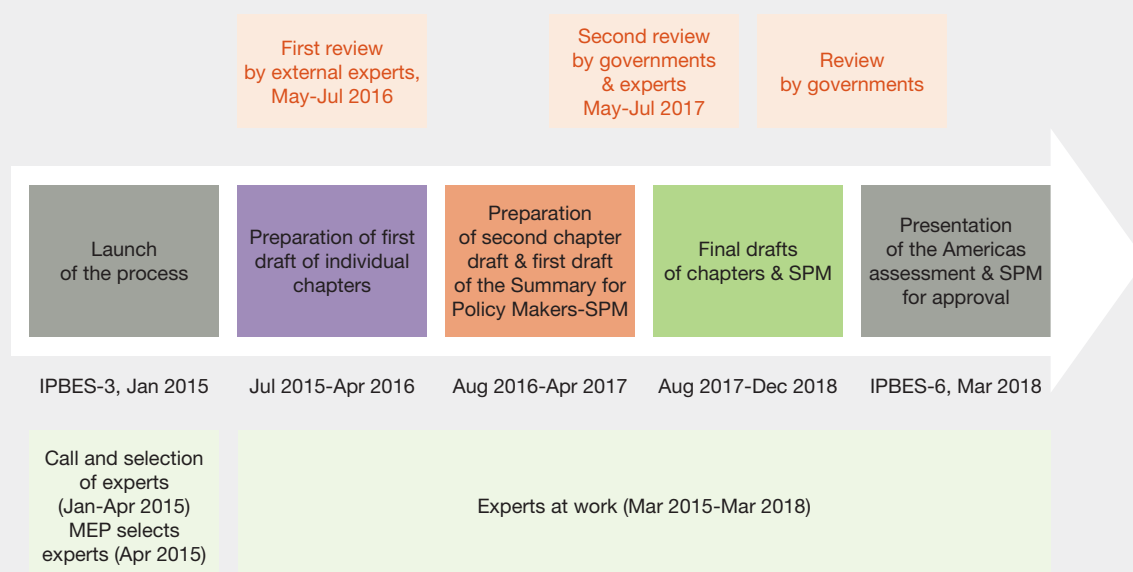 First review
by external experts,
May-Jul 2016
Second review
by governments
& experts
May-Jul 2017
Review
by governments
Launch
of the process
Preparation of first
draft of individual
chapters
Preparation
of second chapter
draft & first draft
of the Summary for
Policy Makers-SPM
Final drafts
of chapters & SPM
Presentation
of the Americas
assessment & SPM
for approval
IPBES-3, Jan 2015
Jul 2015-Apr 2016
Aug 2016-Apr 2017
Aug 2017-Dec 2018
IPBES-6, Mar 2018
Call and selection
of experts
(Jan-Apr 2015)
MEP selects
experts (Apr 2015)
Experts at work (Mar 2015-Mar 2018)